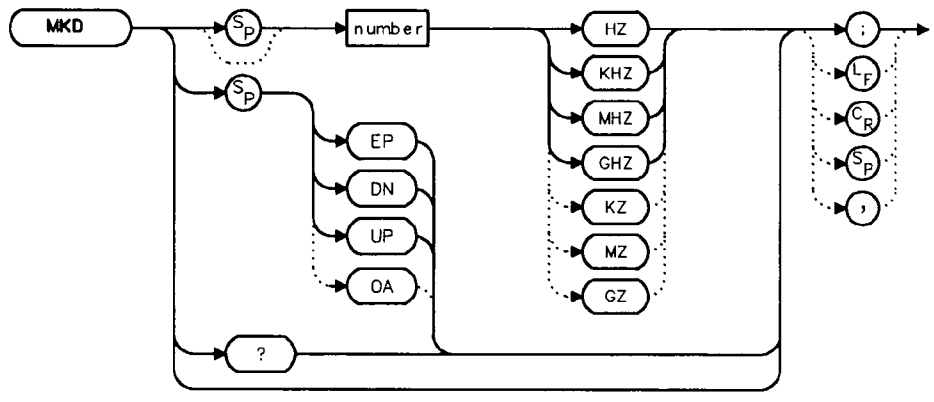 MKD SP number HZ ;
KHZ LF
SP MHZ CR
EP GHZ SP
DN KZ ,
UP MZ
OA GZ
?